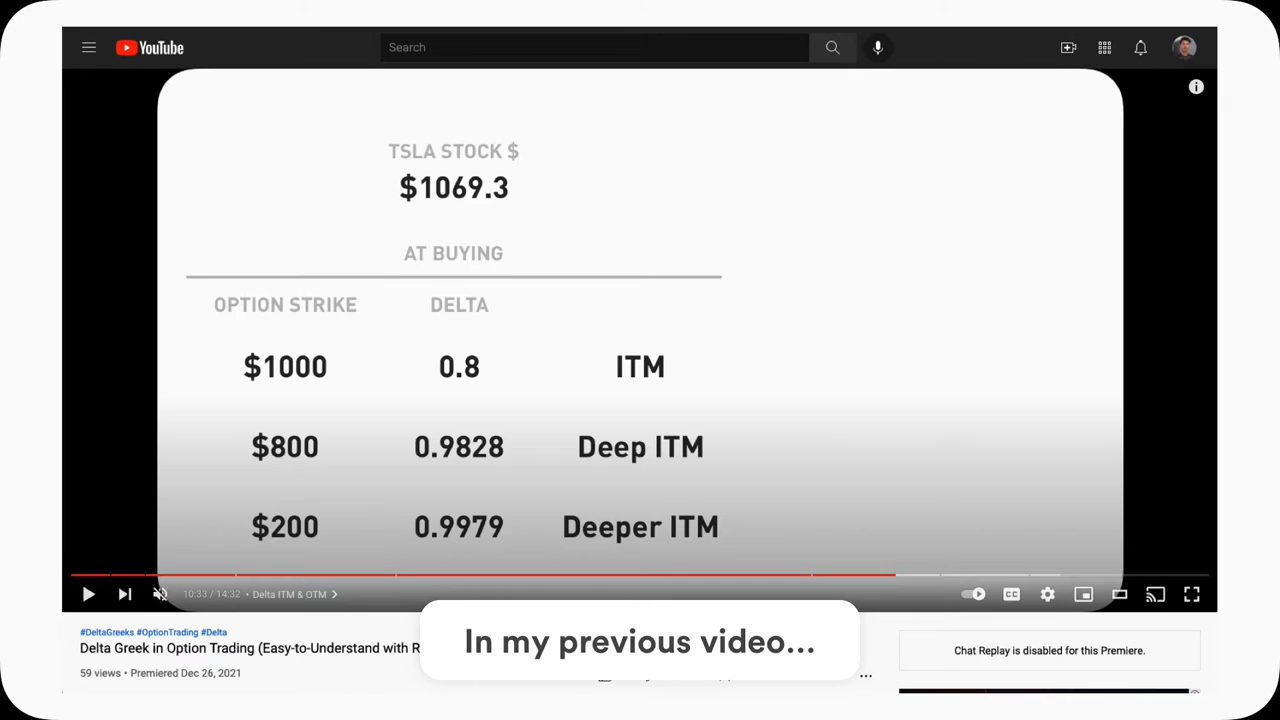 YouTube
Search
TSLA STOCK $
$1069.3
AT BUYING
OPTION STRIKE DELTA
$1000 0.8 ITM
$800 0.9828 Deep ITM
$200 0.9979 Deeper ITM
10:33 / 14:32 • Delta ITM & OTM
CC
#DeltaGreeks #OptionTrading #Delta
Delta Greek in Option Trading (Easy-to-Understand with R
59 views • Premiered Dec 26, 2021
In my previous video...
Chat Replay is disabled for this Premiere.